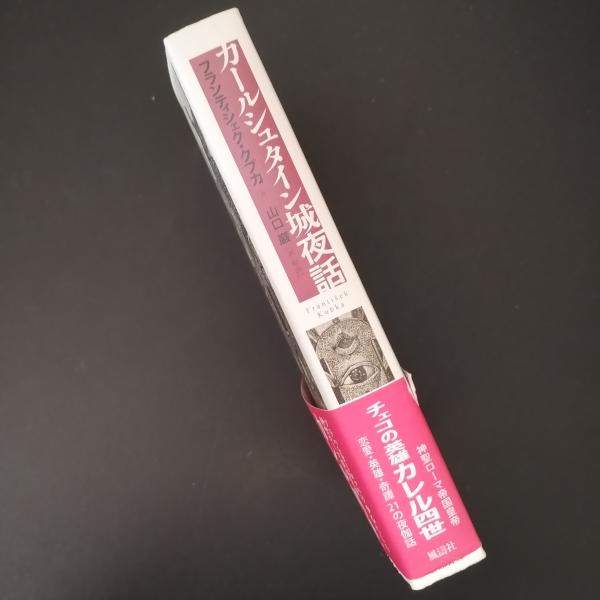 カールシュタイン城夜話
フランティシェク・クプカ
山口 巖
František
Kubka
神聖ローマ帝国皇帝
チェコの英雄カレル四世
恋愛・英雄・奇譚 21の夜伽話
風濤社